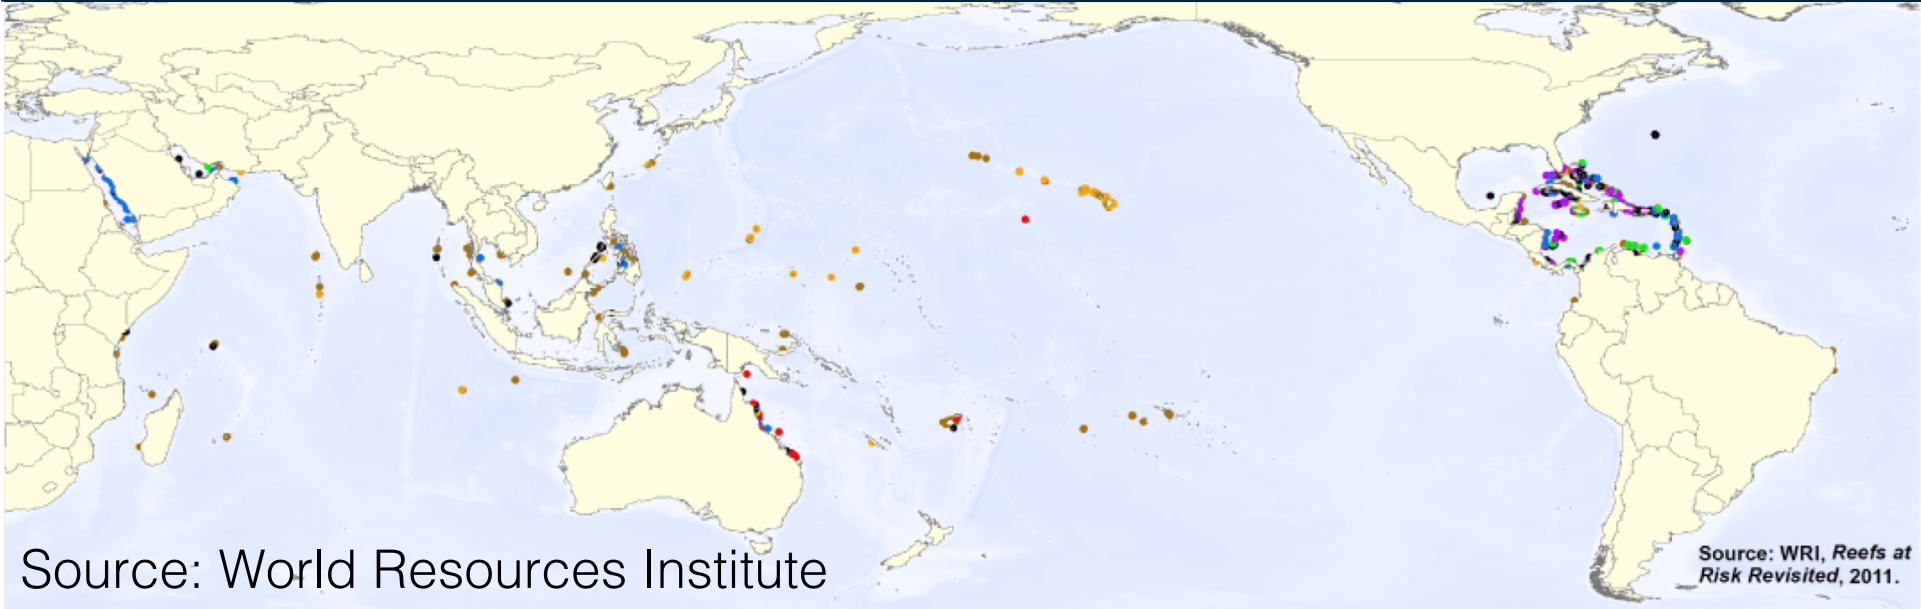 Source: World Resources Institute
Source: WRI, Reefs at
Risk Revisited, 2011.